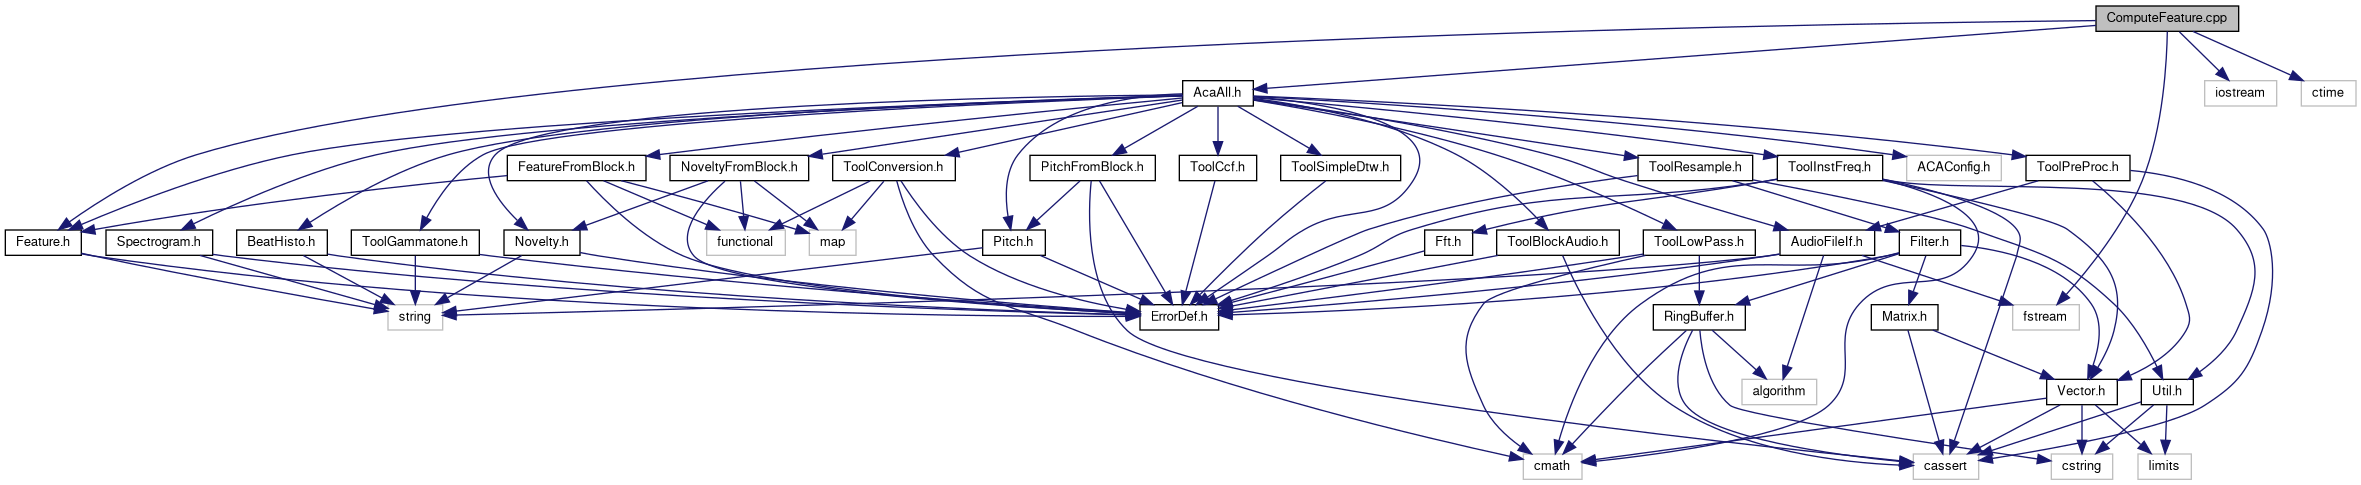 ComputeFeature.cpp
AcaAll.h
iostream
ctime
FeatureFromBlock.h
NoveltyFromBlock.h
ToolConversion.h
PitchFromBlock.h
ToolCcf.h
ToolSimpleDtw.h
ToolResample.h
ToolInstFreq.h
ACAConfig.h
ToolPreProc.h
Feature.h
Spectrogram.h
BeatHisto.h
ToolGammatone.h
Novelty.h
functional
map
Pitch.h
Fft.h
ToolBlockAudio.h
ToolLowPass.h
AudioFileIf.h
Filter.h
string
ErrorDef.h
RingBuffer.h
Matrix.h
fstream
algorithm
Vector.h
Util.h
cmath
cassert
cstring
limits